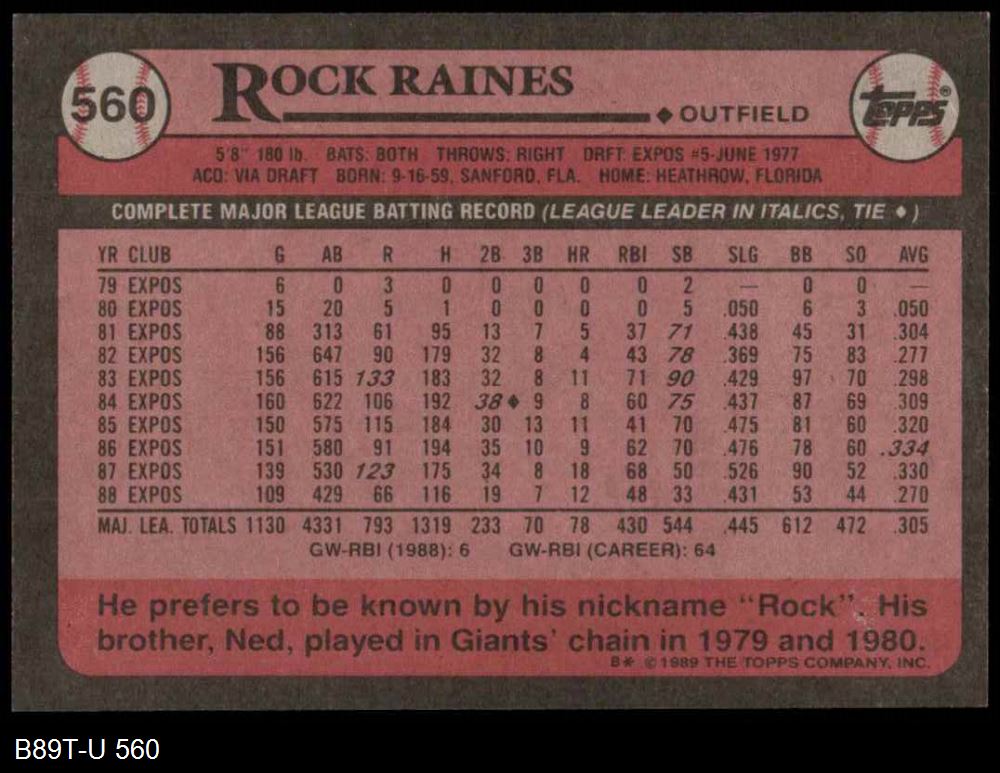 560
ROCK RAINES
◆ OUTFIELD
TOPPS®
5'8" 180 lb. BATS: BOTH THROWS: RIGHT DRFT: EXPOS #5-JUNE 1977
ACQ: VIA DRAFT BORN: 9-16-59, SANFORD, FLA. HOME: HEATHROW, FLORIDA
COMPLETE MAJOR LEAGUE BATTING RECORD (LEAGUE LEADER IN ITALICS, TIE ◆)
YR CLUB G AB R H 2B 3B HR RBI SB SLG BB SO AVG
79 EXPOS 6 0 3 0 0 0 0 0 2 — 0 0 —
80 EXPOS 15 20 5 1 0 0 0 0 5 .050 6 3 .050
81 EXPOS 88 313 61 95 13 7 5 37 71 .438 45 31 .304
82 EXPOS 156 647 90 179 32 8 4 43 78 .369 75 83 .277
83 EXPOS 156 615 133 183 32 8 11 71 90 .429 97 70 .298
84 EXPOS 160 622 106 192 38◆ 9 8 60 75 .437 87 69 .309
85 EXPOS 150 575 115 184 30 13 11 41 70 .475 81 60 .320
86 EXPOS 151 580 91 194 35 10 9 62 70 .476 78 60 .334
87 EXPOS 139 530 123 175 34 8 18 68 50 .526 90 52 .330
88 EXPOS 109 429 66 116 19 7 12 48 33 .431 53 44 .270
MAJ. LEA. TOTALS 1130 4331 793 1319 233 70 78 430 544 .445 612 472 .305
GW-RBI (1988): 6 GW-RBI (CAREER): 64
He prefers to be known by his nickname "Rock". His
brother, Ned, played in Giants' chain in 1979 and 1980.
B* © 1989 THE TOPPS COMPANY, INC.
B89T-U 560